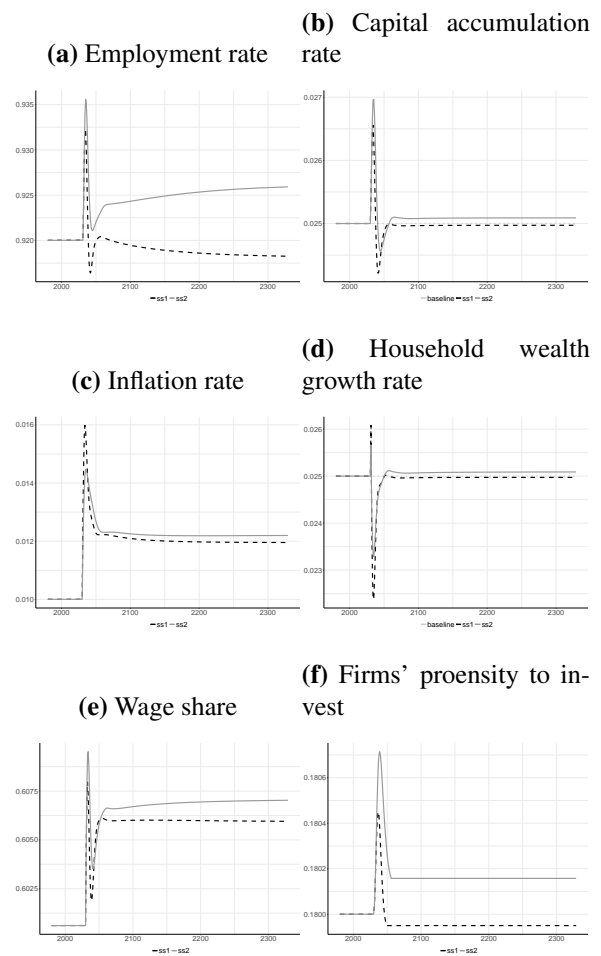 (a) Employment rate
(b) Capital accumulation
rate
0.935
0.930
0.925
0.920
2000 2100 2200 2300
ss1 ss2
0.027
0.026
0.025
2000 2100 2200 2300
baseline ss1 ss2
(c) Inflation rate
(d) Household wealth
growth rate
0.016
0.014
0.012
0.010
2000 2100 2200 2300
ss1 ss2
0.026
0.025
0.024
0.023
2000 2100 2200 2300
baseline ss1 ss2
(e) Wage share
(f) Firms' proensity to in-
vest
0.6075
0.6050
0.6025
2000 2100 2200 2300
ss1 ss2
0.1806
0.1804
0.1802
0.1800
2000 2100 2200 2300
ss1 ss2